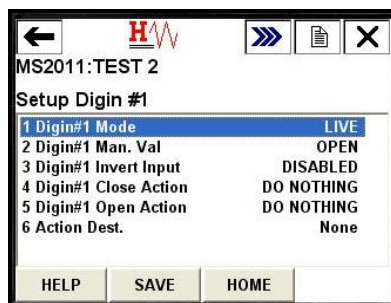 H
MS2011:TEST 2
Setup Digin #1
1 Digin#1 Mode LIVE
2 Digin#1 Man. Val OPEN
3 Digin#1 Invert Input DISABLED
4 Digin#1 Close Action DO NOTHING
5 Digin#1 Open Action DO NOTHING
6 Action Dest. None
HELP SAVE HOME